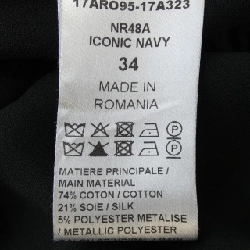 17ARO95-17A323
NR48A
ICONIC NAVY
34
MADE IN
ROMANIA
P
P
MATIERE PRINCIPALE /
MAIN MATERIAL
74% COTON / COTTON
21% SOIE / SILK
5% POLYESTER METALISE
/ METALLIC POLYESTER